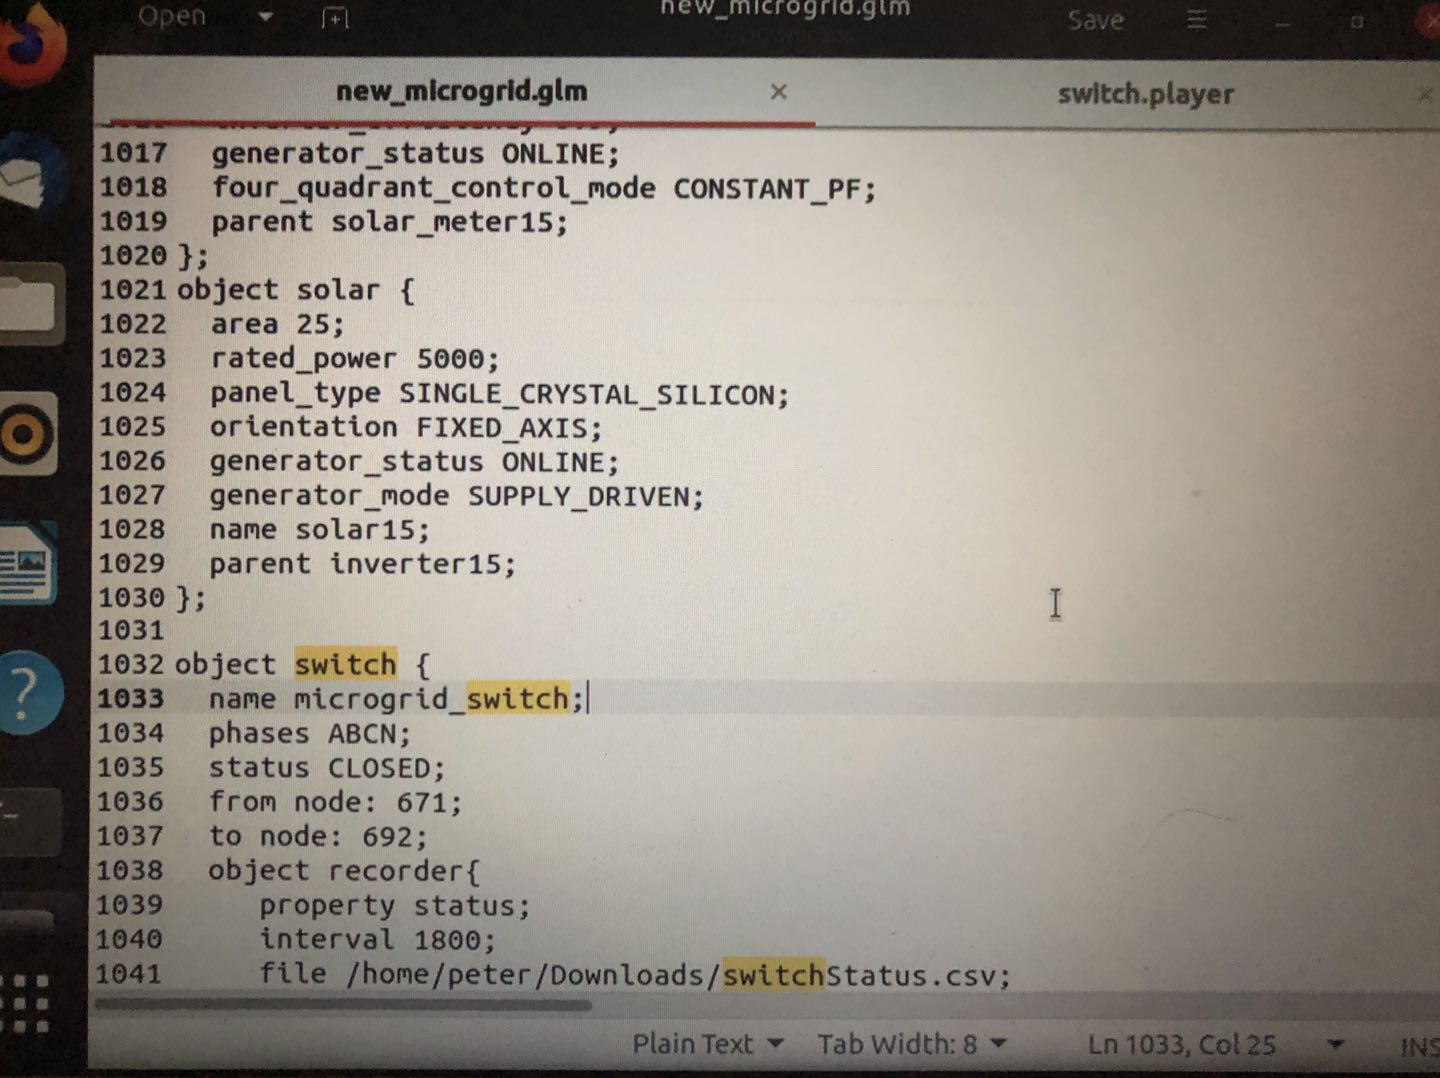 Open
new_microgrid.glm
Save
new_microgrid.glm ×
switch.player ×
1017 generator_status ONLINE;
1018 four_quadrant_control_mode CONSTANT_PF;
1019 parent solar_meter15;
1020 };
1021 object solar {
1022 area 25;
1023 rated_power 5000;
1024 panel_type SINGLE_CRYSTAL_SILICON;
1025 orientation FIXED_AXIS;
1026 generator_status ONLINE;
1027 generator_mode SUPPLY_DRIVEN;
1028 name solar15;
1029 parent inverter15;
1030 };
1031
1032 object switch {
1033 name microgrid_switch;
1034 phases ABCN;
1035 status CLOSED;
1036 from node: 671;
1037 to node: 692;
1038 object recorder{
1039 property status;
1040 interval 1800;
1041 file /home/peter/Downloads/switchStatus.csv;
Plain Text Tab Width: 8 Ln 1033, Col 25 INS